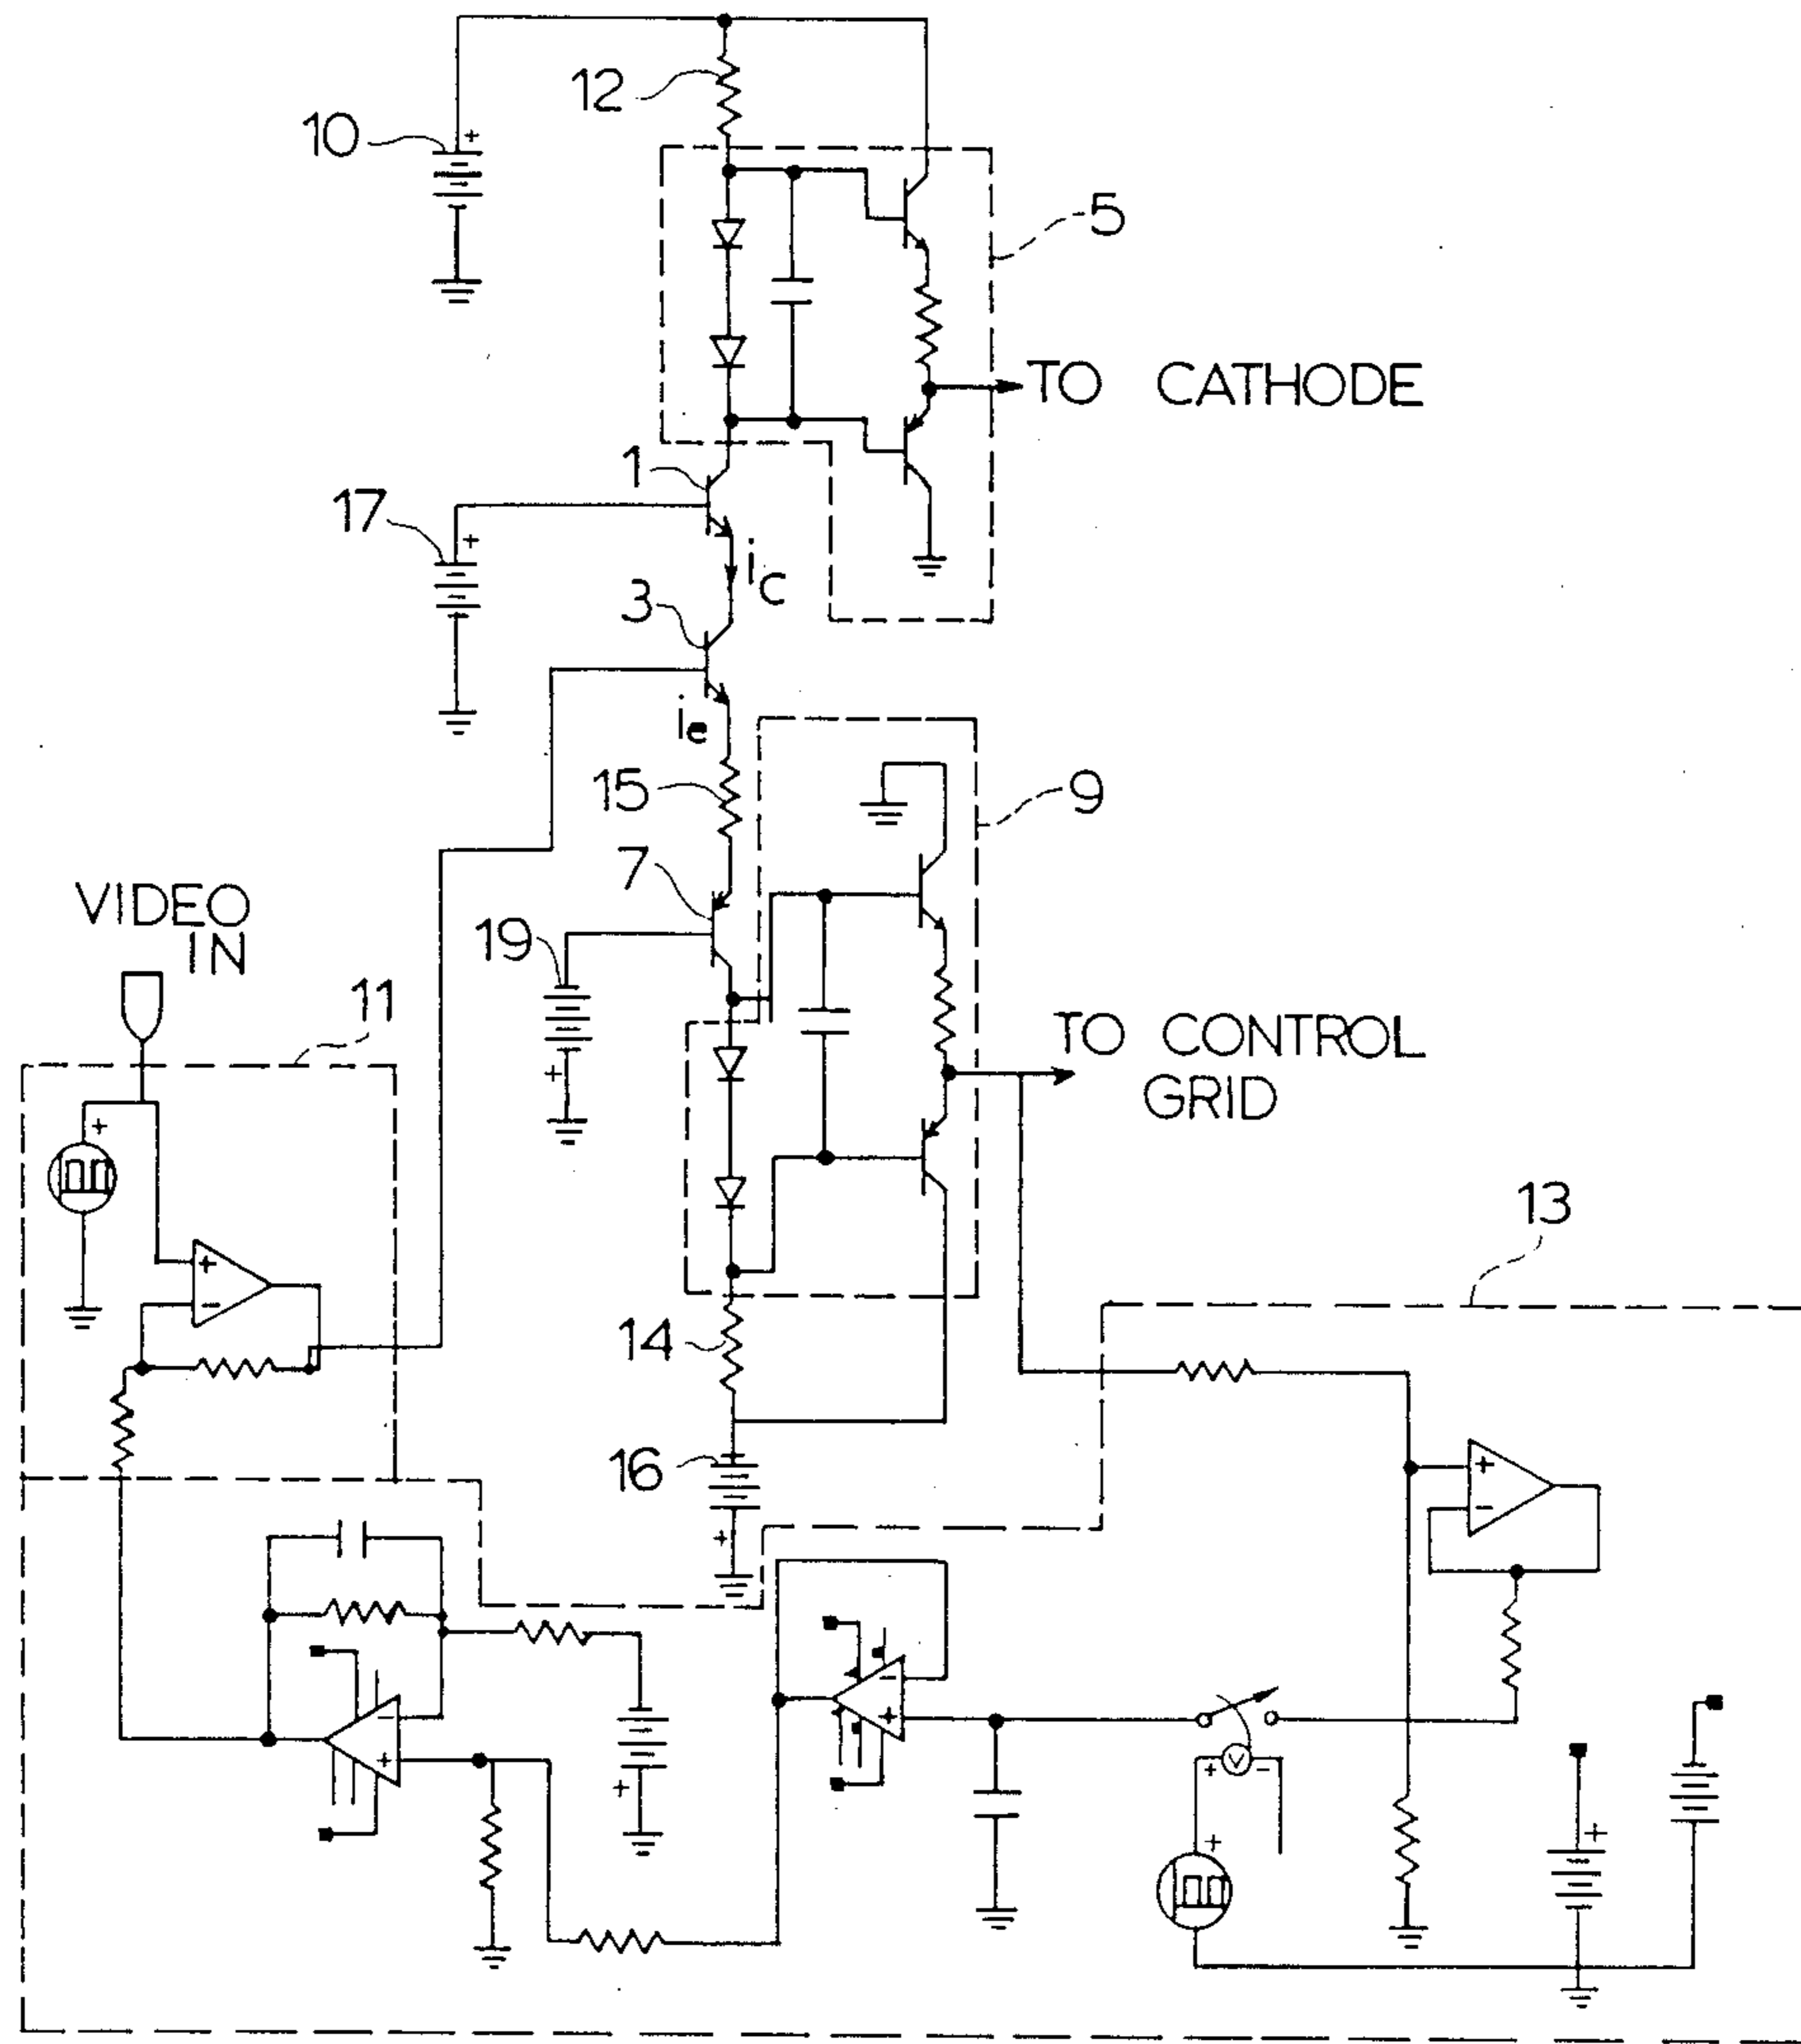 12
10
5
TO CATHODE
1
17
ic
3
ie
15
9
7
VIDEO
IN
19
11
TO CONTROL
GRID
13
14
16